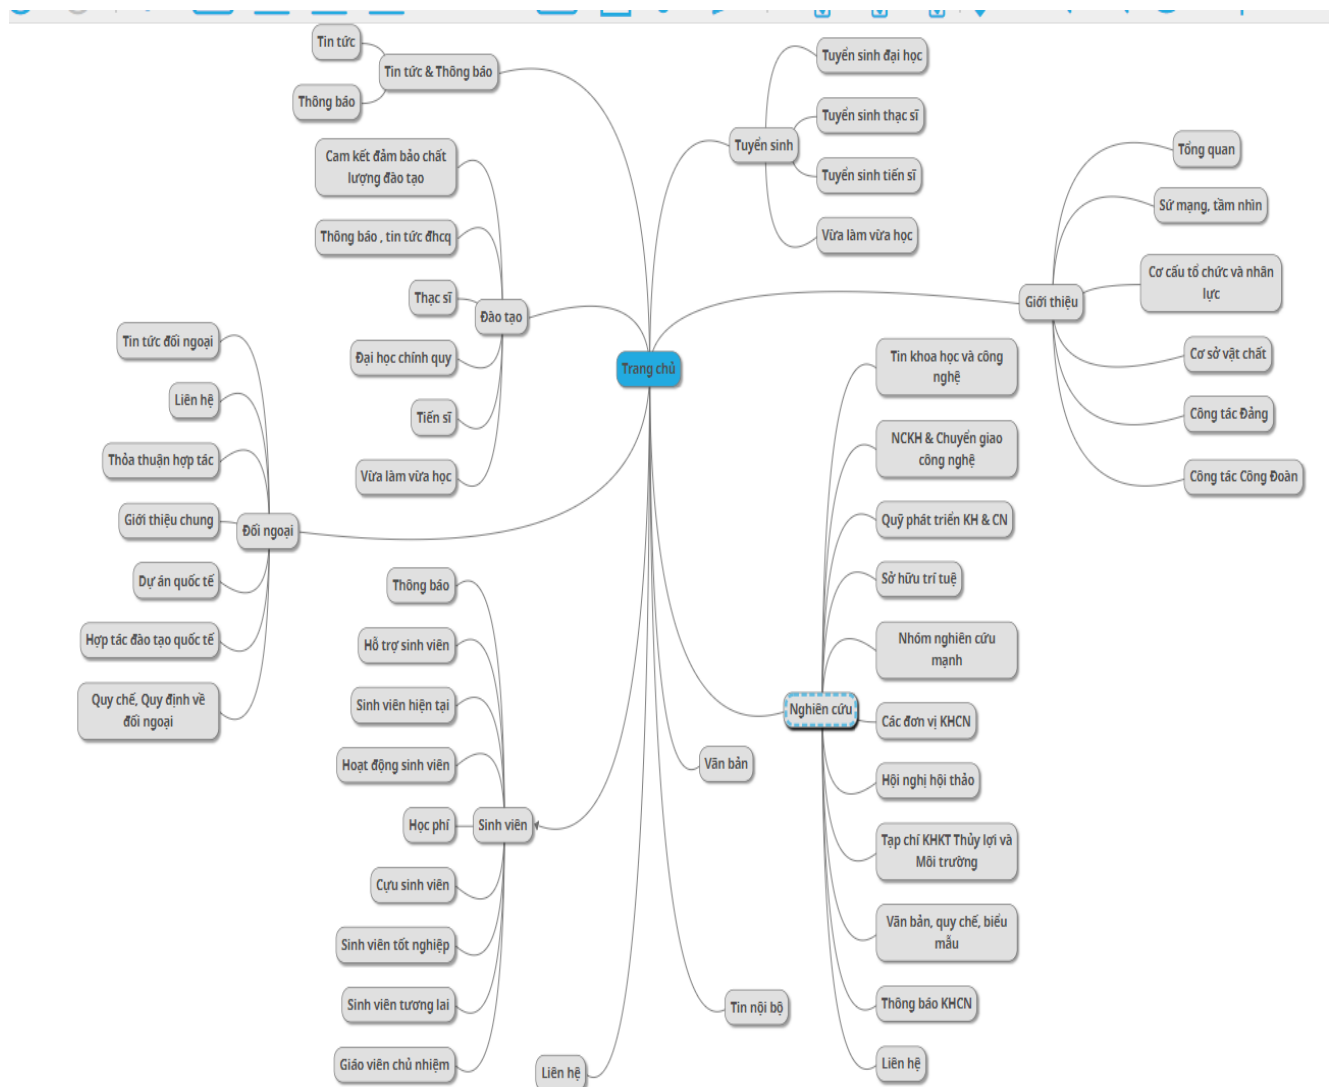 Tin tức
Tin tức & Thông báo
Thông báo
Cam kết đảm bảo chất
lượng đào tạo
Thông báo , tin tức đhcq
Thạc sĩ
Đào tạo
Đại học chính quy
Tiến sĩ
Vừa làm vừa học
Tin tức đối ngoại
Liên hệ
Thỏa thuận hợp tác
Giới thiệu chung
Đối ngoại
Dự án quốc tế
Hợp tác đào tạo quốc tế
Quy chế, Quy định về
đối ngoại
Thông báo
Hỗ trợ sinh viên
Sinh viên hiện tại
Hoạt động sinh viên
Học phí
Sinh viên
Cựu sinh viên
Sinh viên tốt nghiệp
Sinh viên tương lai
Giáo viên chủ nhiệm
Trang chủ
Liên hệ
Văn bản
Tin nội bộ
Tuyển sinh
Tuyển sinh đại học
Tuyển sinh thạc sĩ
Tuyển sinh tiến sĩ
Vừa làm vừa học
Giới thiệu
Tổng quan
Sứ mạng, tầm nhìn
Cơ cấu tổ chức và nhân
lực
Cơ sở vật chất
Công tác Đảng
Công tác Công Đoàn
Nghiên cứu
Tin khoa học và công
nghệ
NCKH & Chuyển giao
công nghệ
Quỹ phát triển KH & CN
Sở hữu trí tuệ
Nhóm nghiên cứu
mạnh
Các đơn vị KHCN
Hội nghị hội thảo
Tạp chí KHKT Thủy lợi và
Môi trường
Văn bản, quy chế, biểu
mẫu
Thông báo KHCN
Liên hệ